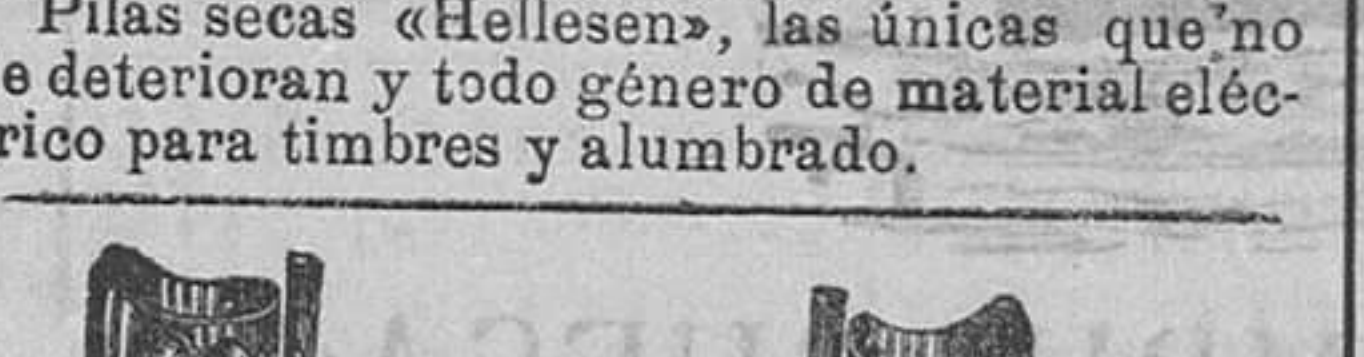 Pilas secas «Hellesen», las únicas que no
e deterioran y todo género de material eléc-
rico para timbres y alumbrado.